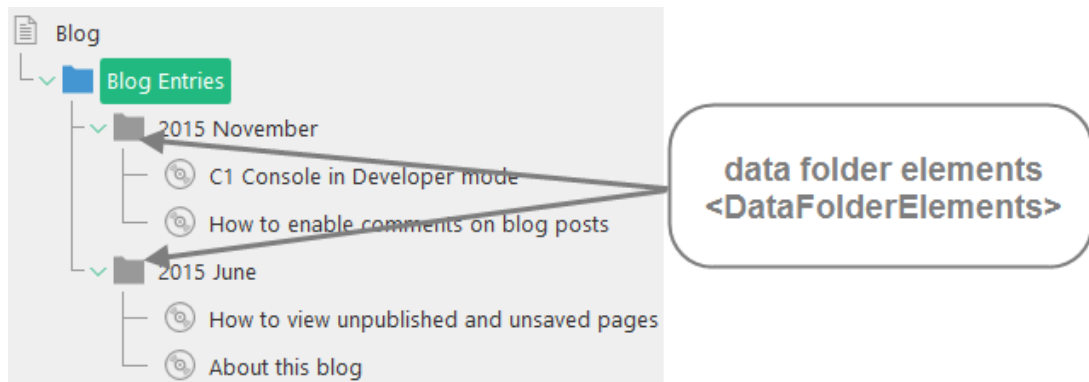 Blog
Blog Entries
2015 November
C1 Console in Developer mode
How to enable comments on blog posts
2015 June
How to view unpublished and unsaved pages
About this blog
data folder elements
<DataFolderElements>